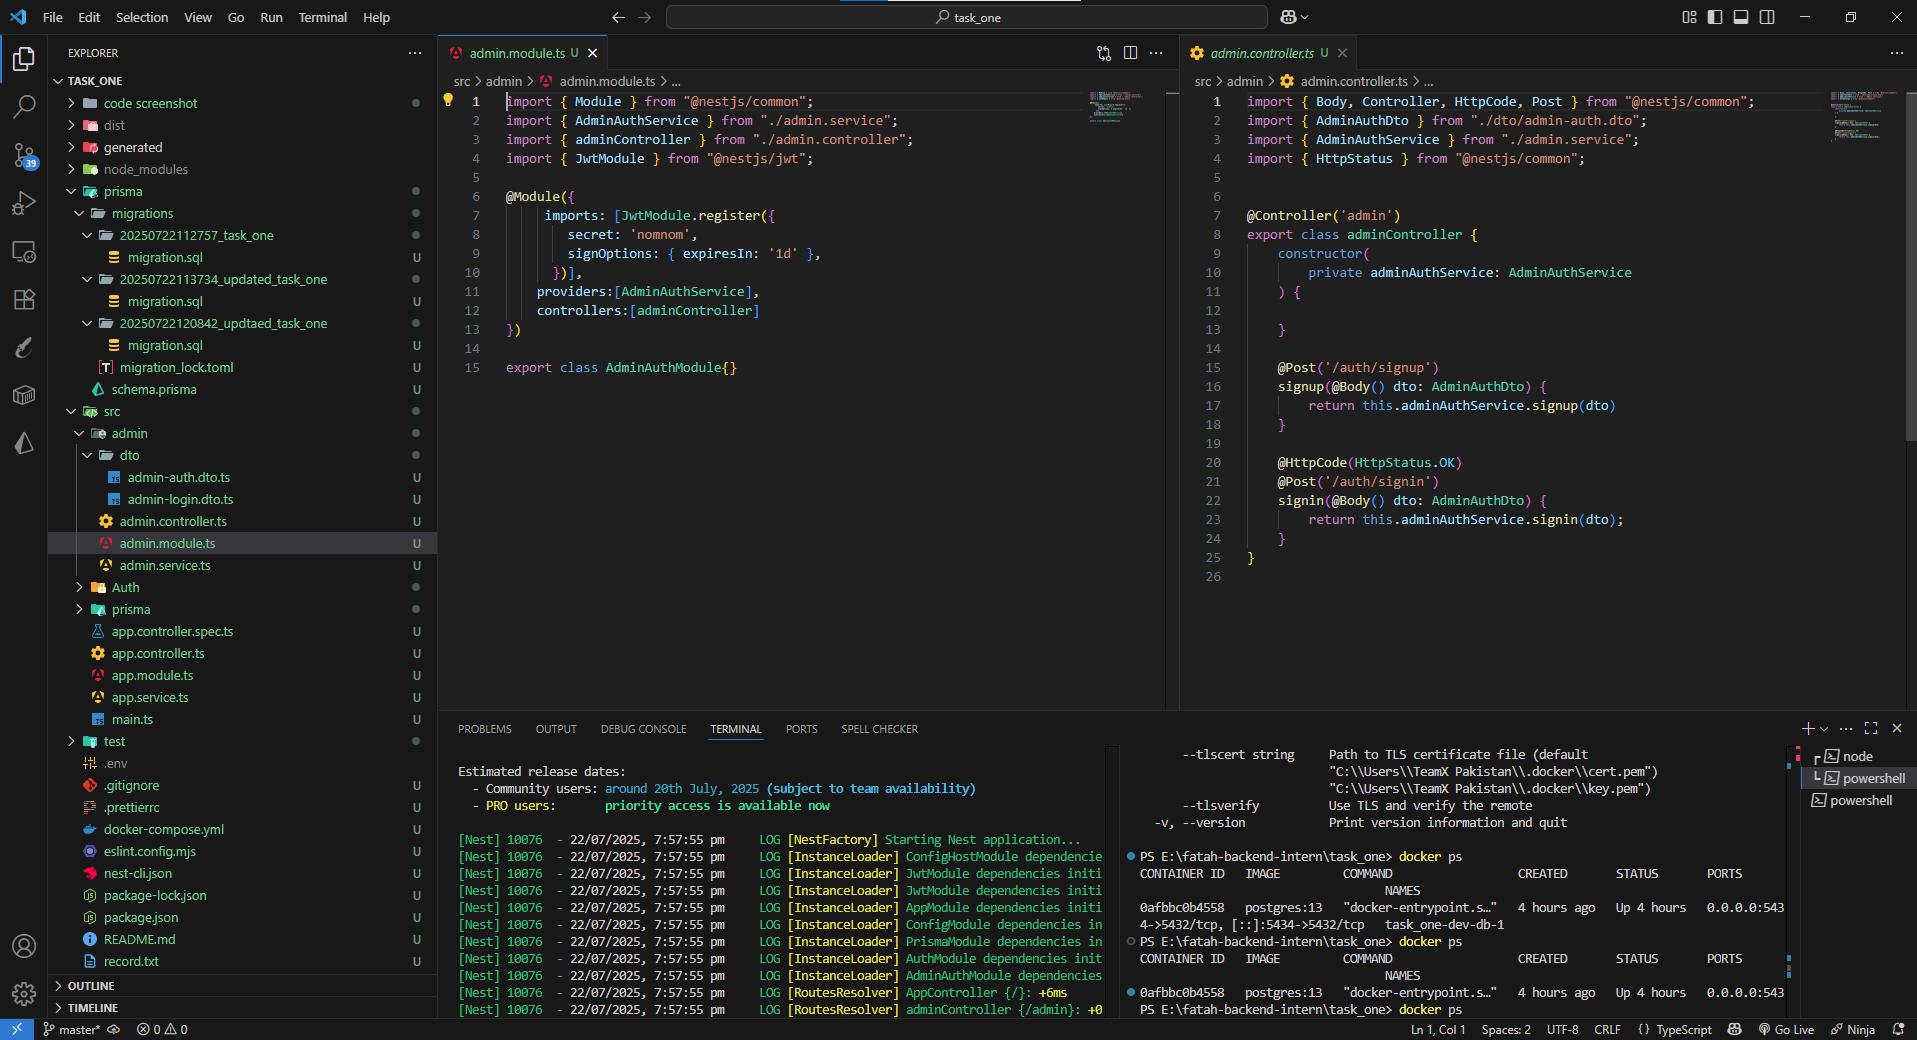 File Edit Selection View Go Run Terminal Help
task_one
EXPLORER
TASK_ONE
code screenshot
dist
generated
node_modules
prisma
migrations
20250722112757_task_one
migration.sql
20250722113734_updated_task_one
migration.sql U
20250722120842_updtaed_task_one
migration.sql U
migration_lock.toml U
schema.prisma U
src
admin
dto
admin-auth.dto.ts U
admin-login.dto.ts U
admin.controller.ts U
admin.module.ts U
admin.service.ts U
Auth
prisma
app.controller.spec.ts U
app.controller.ts U
app.module.ts U
app.service.ts U
main.ts U
test
.env
.gitignore U
.prettierrc U
docker-compose.yml U
eslint.config.mjs U
nest-cli.json U
package-lock.json U
package.json U
README.md U
record.txt U
OUTLINE
TIMELINE
39
admin.module.ts U
src > admin > admin.module.ts > ...
1 import { Module } from "@nestjs/common";
2 import { AdminAuthService } from "./admin.service";
3 import { adminController } from "./admin.controller";
4 import { JwtModule } from "@nestjs/jwt";
5
6 @Module({
7 imports: [JwtModule.register({
8 secret: 'nomnom',
9 signOptions: { expiresIn: '1d' },
10 })],
11 providers:[AdminAuthService],
12 controllers:[adminController]
13 })
14
15 export class AdminAuthModule{}
admin.controller.ts U
src > admin > admin.controller.ts > ...
1 import { Body, Controller, HttpCode, Post } from "@nestjs/common";
2 import { AdminAuthDto } from "./dto/admin-auth.dto";
3 import { AdminAuthService } from "./admin.service";
4 import { HttpStatus } from "@nestjs/common";
5
6
7 @Controller('admin')
8 export class adminController {
9 constructor(
10 private adminAuthService: AdminAuthService
11 ) {
12
13 }
14
15 @Post('/auth/signup')
16 signup(@Body() dto: AdminAuthDto) {
17 return this.adminAuthService.signup(dto)
18 }
19
20 @HttpCode(HttpStatus.OK)
21 @Post('/auth/signin')
22 signin(@Body() dto: AdminAuthDto) {
23 return this.adminAuthService.signin(dto);
24 }
25 }
26
PROBLEMS OUTPUT DEBUG CONSOLE TERMINAL PORTS SPELL CHECKER
Estimated release dates:
- Community users: around 20th July, 2025 (subject to team availability)
- PRO users: priority access is available now
[Nest] 10076 - 22/07/2025, 7:57:55 pm LOG [NestFactory] Starting Nest application...
[Nest] 10076 - 22/07/2025, 7:57:55 pm LOG [InstanceLoader] ConfigHostModule dependencie
[Nest] 10076 - 22/07/2025, 7:57:55 pm LOG [InstanceLoader] JwtModule dependencies initi
[Nest] 10076 - 22/07/2025, 7:57:55 pm LOG [InstanceLoader] JwtModule dependencies initi
[Nest] 10076 - 22/07/2025, 7:57:55 pm LOG [InstanceLoader] AppModule dependencies initi
[Nest] 10076 - 22/07/2025, 7:57:55 pm LOG [InstanceLoader] ConfigModule dependencies in
[Nest] 10076 - 22/07/2025, 7:57:55 pm LOG [InstanceLoader] PrismaModule dependencies in
[Nest] 10076 - 22/07/2025, 7:57:55 pm LOG [InstanceLoader] AuthModule dependencies init
[Nest] 10076 - 22/07/2025, 7:57:55 pm LOG [InstanceLoader] AdminAuthModule dependencies
[Nest] 10076 - 22/07/2025, 7:57:55 pm LOG [RoutesResolver] AppController {/}: +6ms
[Nest] 10076 - 22/07/2025, 7:57:55 pm LOG [RoutesResolver] adminController {/admin}: +0
--tlscert string Path to TLS certificate file (default
"C:\\Users\\TeamX Pakistan\\.docker\\cert.pem")
"C:\\Users\\TeamX Pakistan\\.docker\\key.pem")
--tlsverify Use TLS and verify the remote
-v, --version Print version information and quit
PS E:\fatah-backend-intern\task_one> docker ps
CONTAINER ID IMAGE COMMAND CREATED STATUS PORTS
NAMES
0afbbc0b4558 postgres:13 "docker-entrypoint.s…" 4 hours ago Up 4 hours 0.0.0.0:543
4->5432/tcp, [::]:5434->5432/tcp task_one-dev-db-1
PS E:\fatah-backend-intern\task_one> docker ps
CONTAINER ID IMAGE COMMAND CREATED STATUS PORTS
NAMES
0afbbc0b4558 postgres:13 "docker-entrypoint.s…" 4 hours ago Up 4 hours 0.0.0.0:543
PS E:\fatah-backend-intern\task_one> docker ps
node
powershell
powershell
master* 0 0 Ln 1, Col 1 Spaces: 2 UTF-8 CRLF {} TypeScript Go Live Ninja